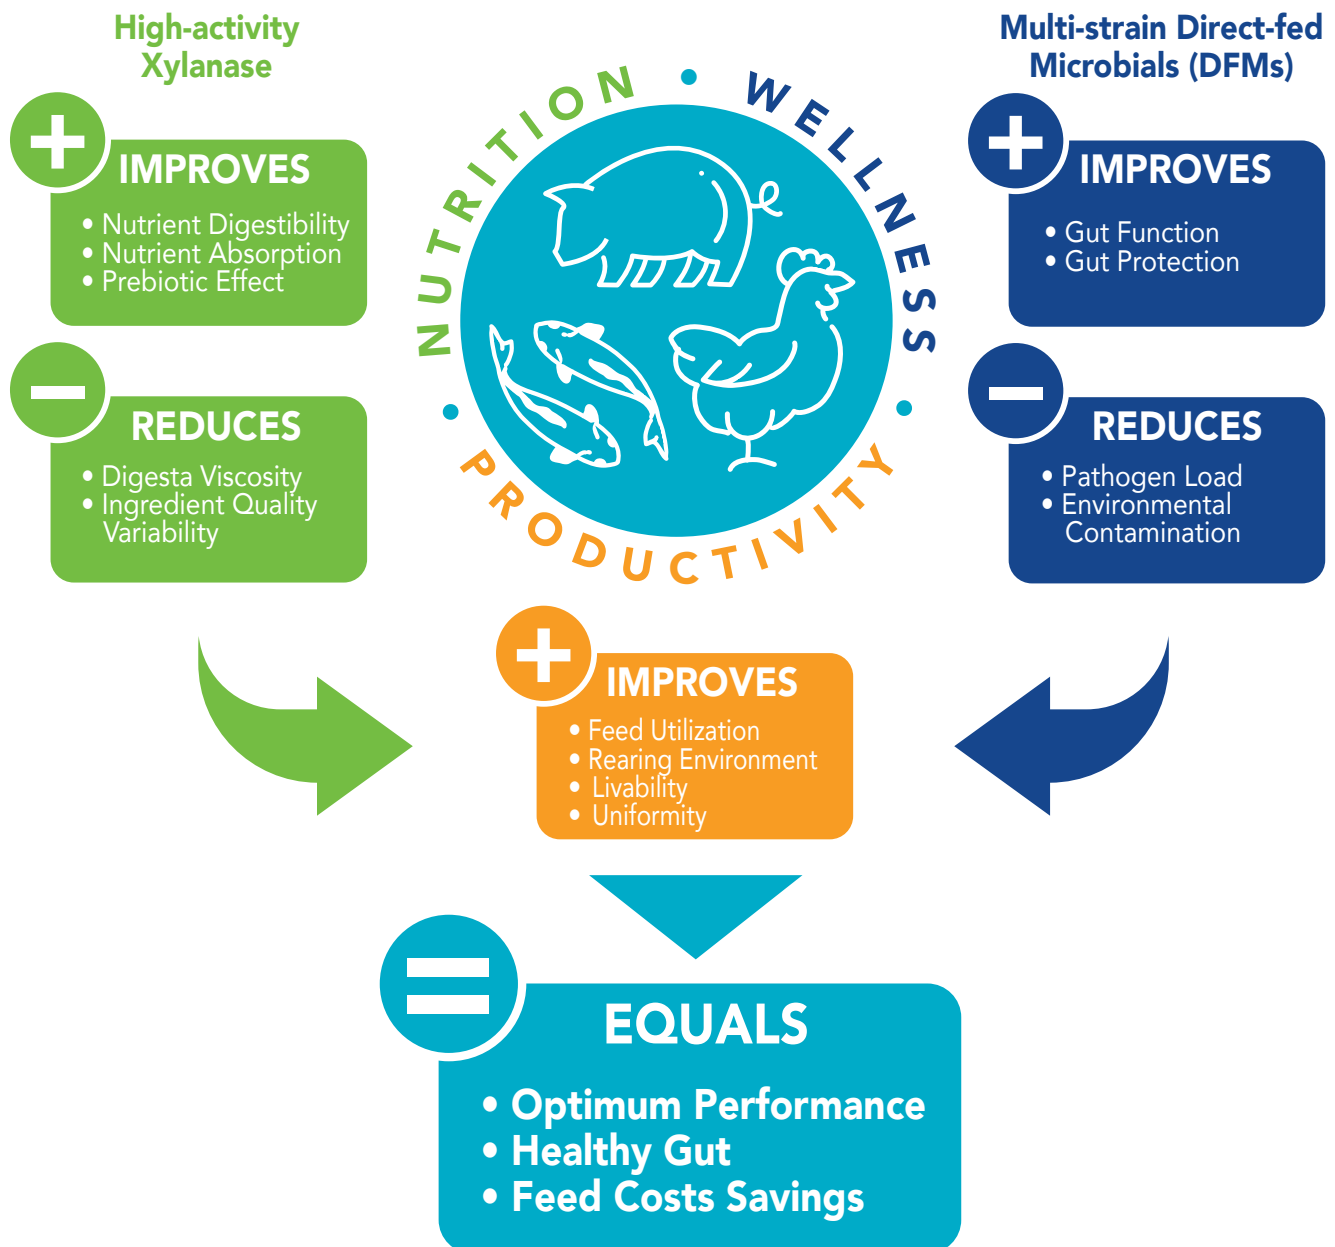 High-activity
Xylanase
IMPROVES
• Nutrient Digestibility
• Nutrient Absorption
• Prebiotic Effect
REDUCES
• Digesta Viscosity
• Ingredient Quality
Variability
NUTRITION • WELLNESS • PRODUCTIVITY •
Multi-strain Direct-fed
Microbials (DFMs)
IMPROVES
• Gut Function
• Gut Protection
REDUCES
• Pathogen Load
• Environmental
Contamination
IMPROVES
• Feed Utilization
• Rearing Environment
• Livability
• Uniformity
EQUALS
• Optimum Performance
• Healthy Gut
• Feed Costs Savings